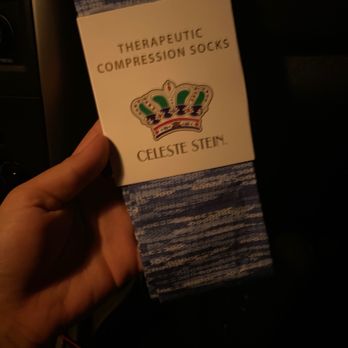 THERAPEUTIC
COMPRESSION SOCKS
CELESTE STEIN